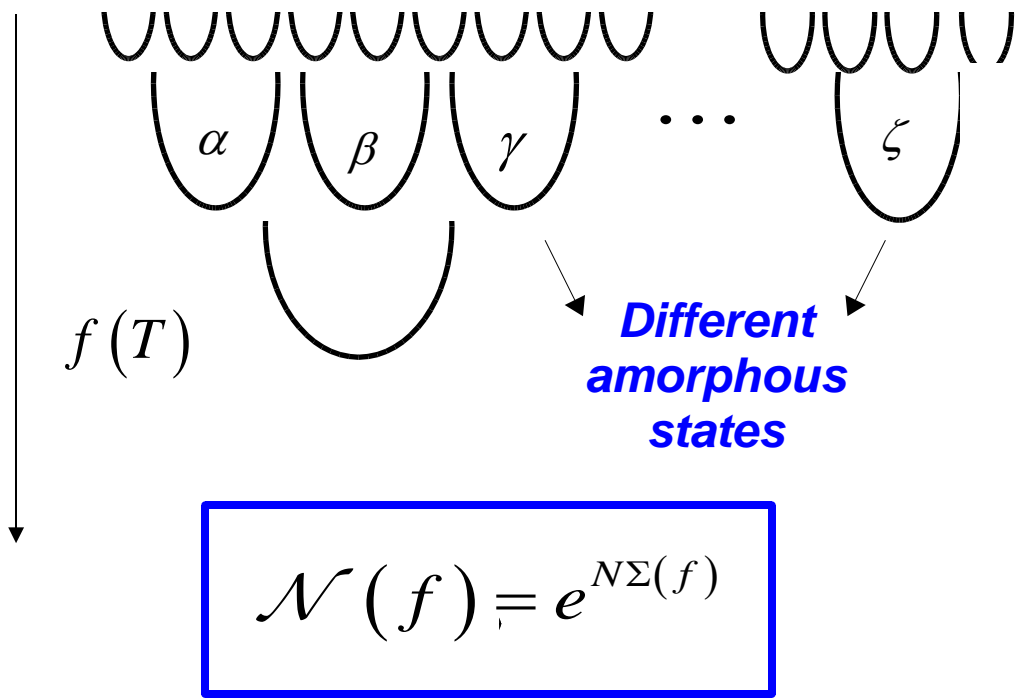 α β γ ... ζ
f(T)
Different
amorphous
states
𝒩(f) = e^{NΣ(f)}